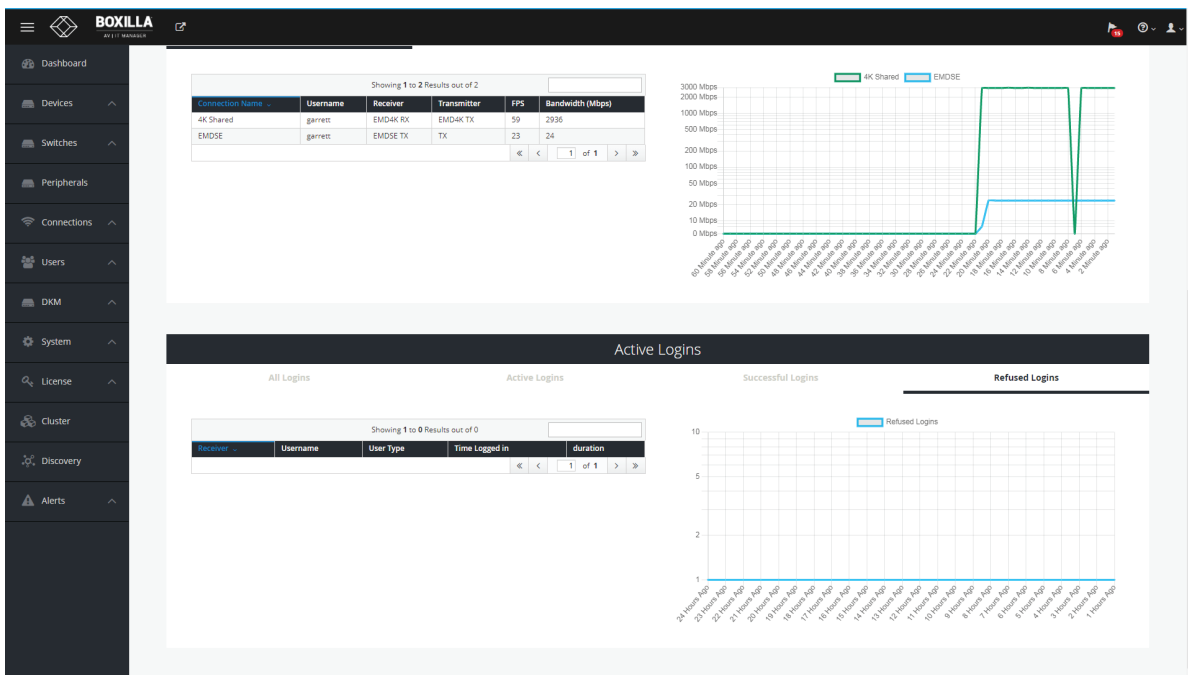 BOXILLA
AV | IT MANAGER
15
Dashboard
Devices
Switches
Peripherals
Connections
Users
DKM
System
License
Cluster
Discovery
Alerts
Showing 1 to 2 Results out of 2
Connection Name Username Receiver Transmitter FPS Bandwidth (Mbps)
4K Shared garrett EMD4K RX EMD4K TX 59 2936
EMDSE garrett EMDSE TX TX 23 24
« < 1 of 1 > »
4K Shared EMDSE
3000 Mbps
2000 Mbps
1000 Mbps
500 Mbps
200 Mbps
100 Mbps
50 Mbps
20 Mbps
10 Mbps
0 Mbps
60 Minute ago
58 Minute ago
56 Minute ago
54 Minute ago
52 Minute ago
50 Minute ago
48 Minute ago
46 Minute ago
44 Minute ago
42 Minute ago
40 Minute ago
38 Minute ago
36 Minute ago
34 Minute ago
32 Minute ago
30 Minute ago
28 Minute ago
26 Minute ago
24 Minute ago
22 Minute ago
20 Minute ago
18 Minute ago
16 Minute ago
14 Minute ago
12 Minute ago
10 Minute ago
8 Minute ago
6 Minute ago
4 Minute ago
2 Minute ago
Active Logins
All Logins Active Logins Successful Logins Refused Logins
Showing 1 to 0 Results out of 0
Receiver Username User Type Time Logged in duration
« < 1 of 1 > »
Refused Logins
10
5
2
1
24 Hours Ago
23 Hours Ago
22 Hours Ago
21 Hours Ago
20 Hours Ago
19 Hours Ago
18 Hours Ago
17 Hours Ago
16 Hours Ago
15 Hours Ago
14 Hours Ago
13 Hours Ago
12 Hours Ago
11 Hours Ago
10 Hours Ago
9 Hours Ago
8 Hours Ago
7 Hours Ago
6 Hours Ago
5 Hours Ago
4 Hours Ago
3 Hours Ago
2 Hours Ago
1 Hours Ago